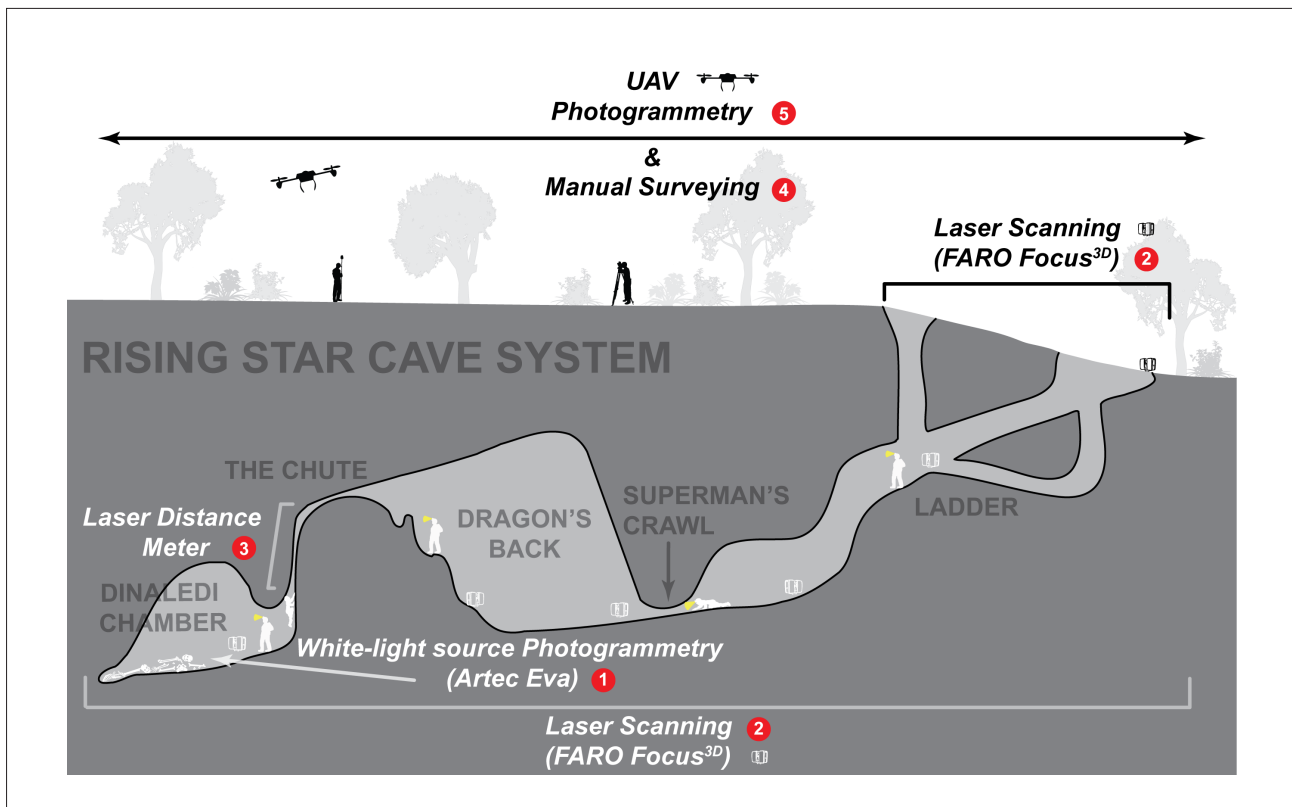 UAV
Photogrammetry 5
&
Manual Surveying 4
Laser Scanning
(FARO Focus3D) 2
RISING STAR CAVE SYSTEM
THE CHUTE
Laser Distance
Meter 3
DRAGON'S
BACK
SUPERMAN'S
CRAWL
LADDER
DINALEDI
CHAMBER
White-light source Photogrammetry
(Artec Eva) 1
Laser Scanning 2
(FARO Focus3D)